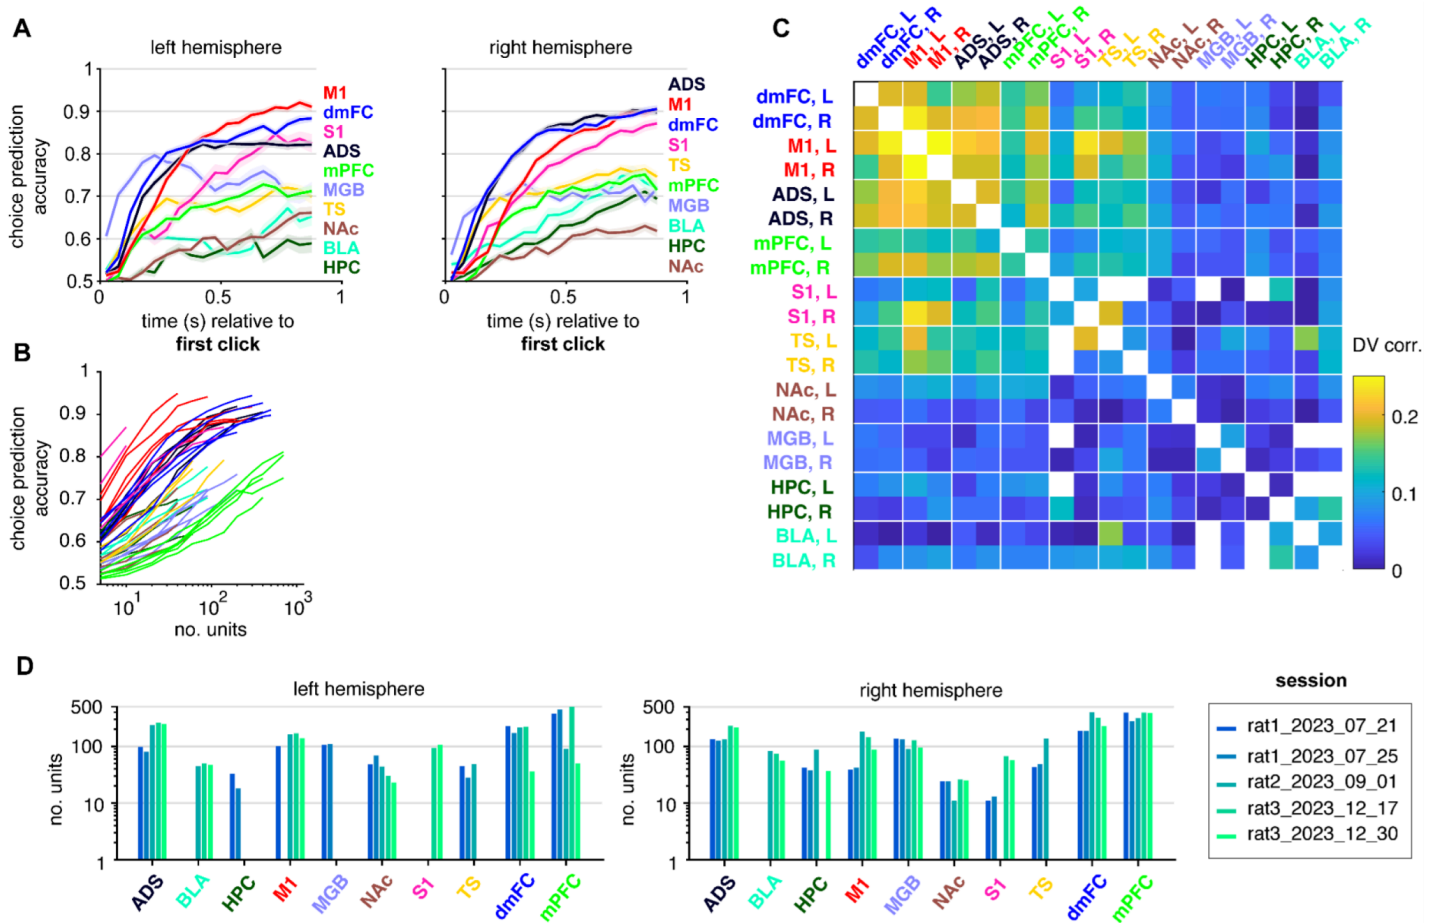 A
left hemisphere
right hemisphere
choice prediction
accuracy
1
0.9
0.8
0.7
0.6
0.5
0
0.5
1
M1
dmFC
S1
ADS
mPFC
MGB
TS
NAc
BLA
HPC
time (s) relative to
first click
0
0.5
1
ADS
M1
dmFC
S1
TS
mPFC
MGB
BLA
HPC
NAc
time (s) relative to
first click
B
choice prediction
accuracy
1
0.9
0.8
0.7
0.6
0.5
10^1
10^2
10^3
no. units
C
dmFC, L
dmFC, R
M1, L
M1, R
ADS, L
ADS, R
mPFC, L
mPFC, R
S1, L
S1, R
TS, L
TS, R
NAc, L
NAc, R
MGB, L
MGB, R
HPC, L
HPC, R
BLA, L
BLA, R
dmFC, L
dmFC, R
M1, L
M1, R
ADS, L
ADS, R
mPFC, L
mPFC, R
S1, L
S1, R
TS, L
TS, R
NAc, L
NAc, R
MGB, L
MGB, R
HPC, L
HPC, R
BLA, L
BLA, R
DV corr.
0.2
0.1
0
D
left hemisphere
no. units
500
100
10
1
ADS
BLA
HPC
M1
MGB
NAc
S1
TS
dmFC
mPFC
right hemisphere
no. units
500
100
10
1
ADS
BLA
HPC
M1
MGB
NAc
S1
TS
dmFC
mPFC
session
rat1_2023_07_21
rat1_2023_07_25
rat2_2023_09_01
rat3_2023_12_17
rat3_2023_12_30